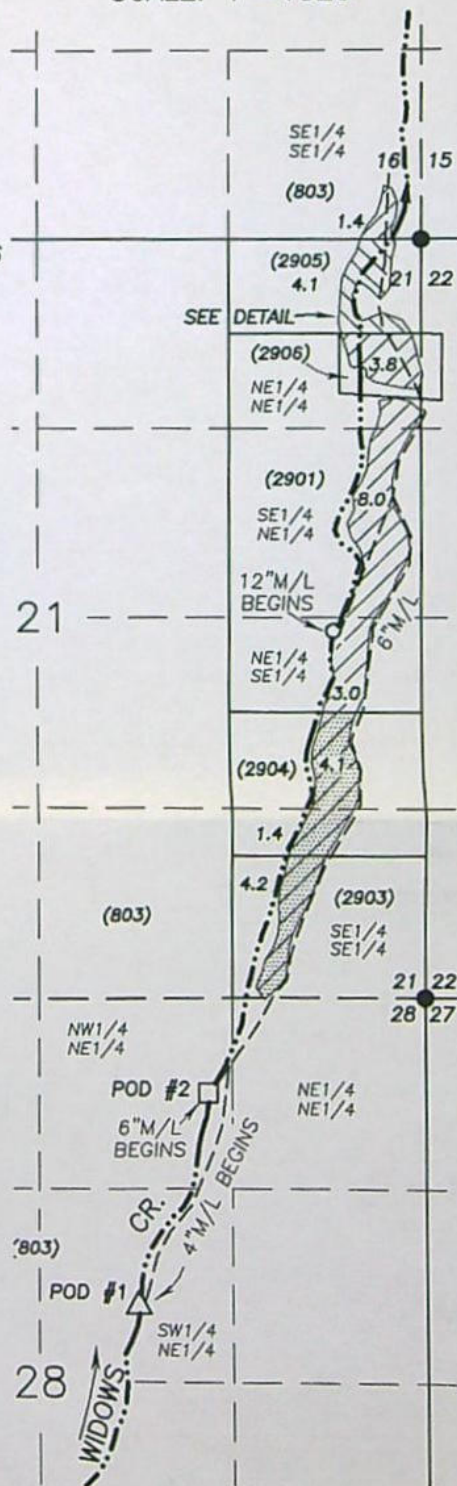 SE1/4
SE1/4
16 15
(803)
1.4
(2905)
4.1
21 22
SEE DETAIL
(2906)
3.8
NE1/4
NE1/4
(2901)
8.0
SE1/4
NE1/4
12"M/L
BEGINS
6"M/L
21
NE1/4
SE1/4
3.0
(2904)
4.1
1.4
4.2
(803)
(2903)
SE1/4
SE1/4
21 22
28 27
NW1/4
NE1/4
POD #2
NE1/4
NE1/4
6"M/L
BEGINS
4"M/L BEGINS
CR.
(803)
POD #1
SW1/4
NE1/4
28
WIDOWS